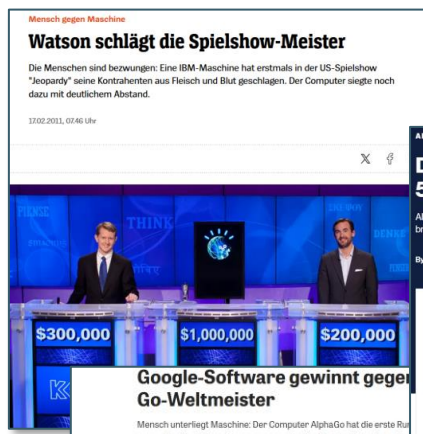 Mensch gegen Maschine
Watson schlägt die Spielshow-Meister
Die Menschen sind bezwungen: Eine IBM-Maschine hat erstmals in der US-Spielshow
"Jeopardy" seine Kontrahenten aus Fleisch und Blut geschlagen. Der Computer siegte noch
dazu mit deutlichem Abstand.
17.02.2011, 07.46 Uhr
THINK
$300,000
$1,000,000
$200,000
Google-Software gewinnt gegen
Go-Weltmeister
Mensch unterliegt Maschine: Der Computer AlphaGo hat die erste